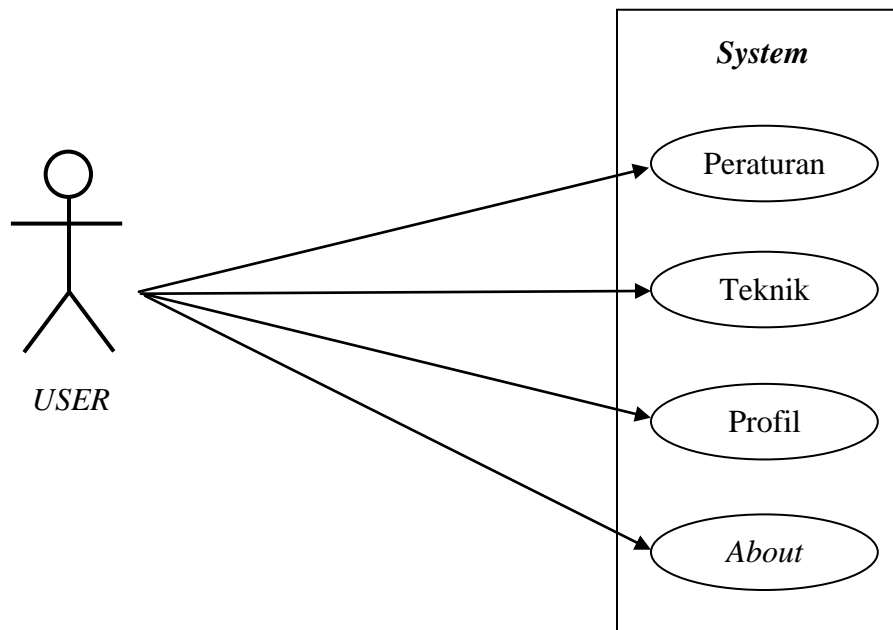 System
Peraturan
Teknik
Profil
About
USER